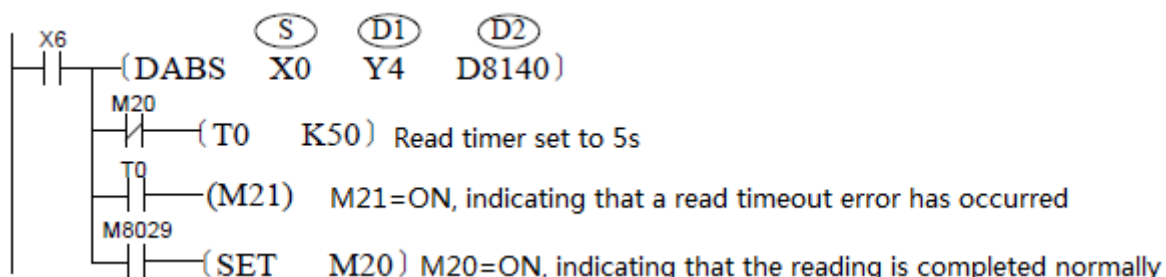 S D1 D2
X6
(DABS X0 Y4 D8140)
M20
(T0 K50) Read timer set to 5s
T0
(M21) M21=ON, indicating that a read timeout error has occurred
M8029
(SET M20) M20=ON, indicating that the reading is completed normally